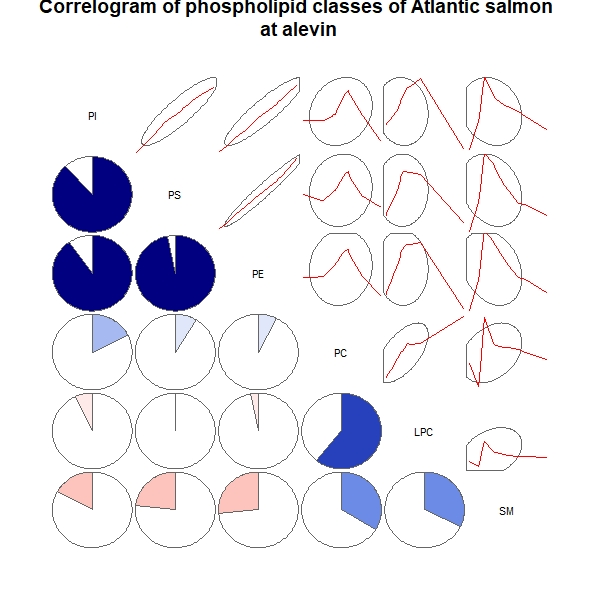 Correlogram of phospholipid classes of Atlantic salmon
at alevin
PI
PS
PE
PC
LPC
SM